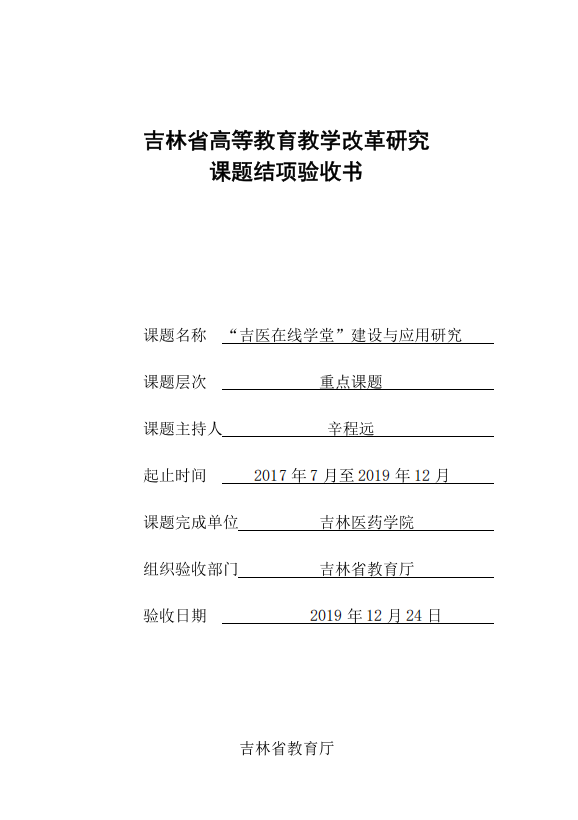 吉林省高等教育教学改革研究
课题结项验收书
课题名称 “吉医在线学堂”建设与应用研究
课题层次 重点课题
课题主持人 辛程远
起止时间 2017 年 7 月至 2019 年 12 月
课题完成单位 吉林医药学院
组织验收部门 吉林省教育厅
验收日期 2019 年 12 月 24 日
吉林省教育厅